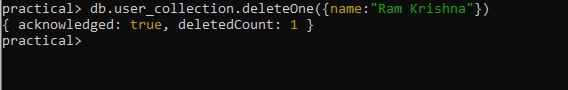 practical> db.user_collection.deleteOne({name:"Ram Krishna"})
{ acknowledged: true, deletedCount: 1 }
practical>